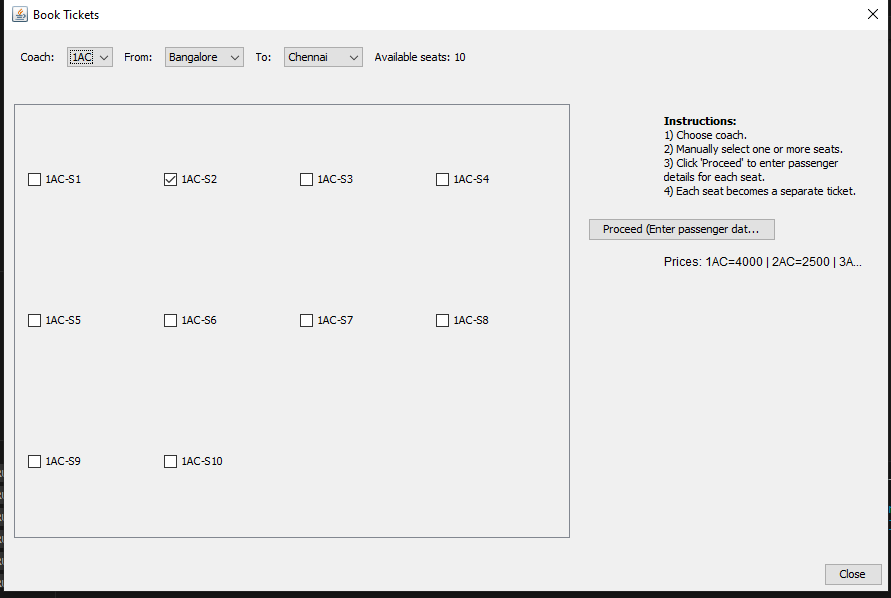 Book Tickets
Coach: 1AC From: Bangalore To: Chennai Available seats: 10
Instructions:
1) Choose coach.
2) Manually select one or more seats.
3) Click 'Proceed' to enter passenger
details for each seat.
4) Each seat becomes a separate ticket.
1AC-S1 1AC-S2 1AC-S3 1AC-S4
Proceed (Enter passenger dat...
Prices: 1AC=4000 | 2AC=2500 | 3A...
1AC-S5 1AC-S6 1AC-S7 1AC-S8
1AC-S9 1AC-S10
Close